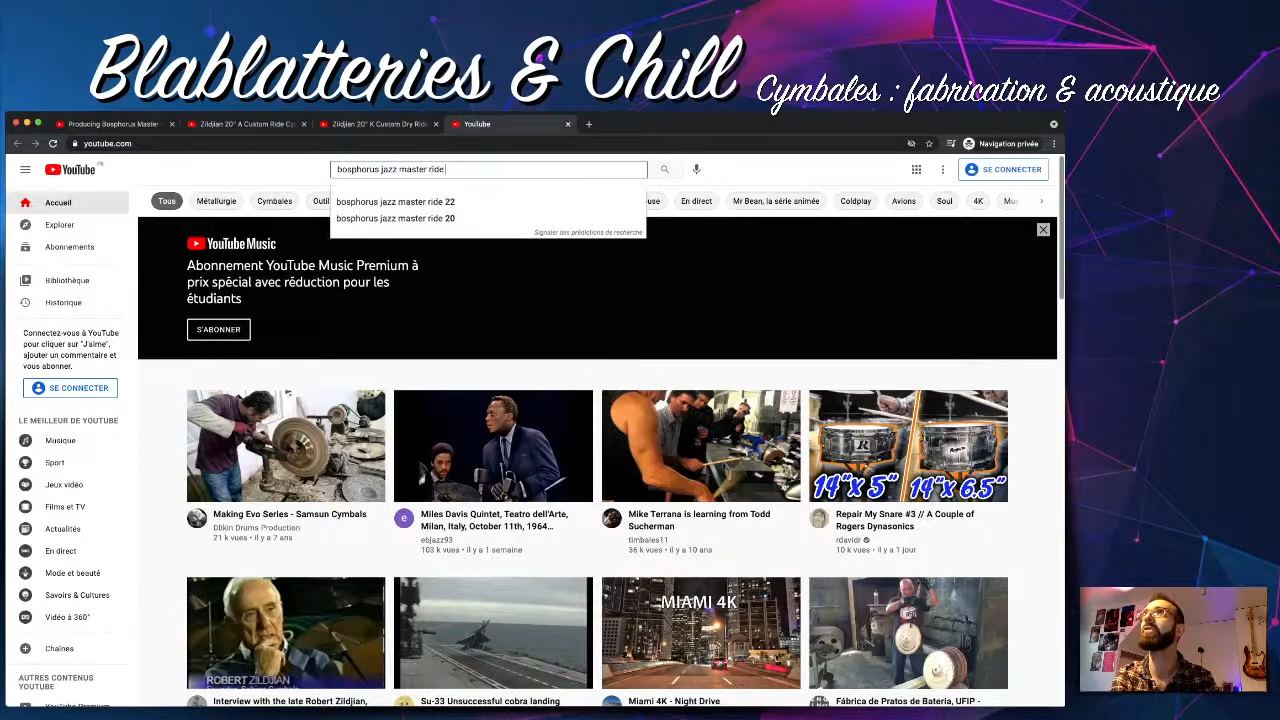 Blablatteries & Chill
Cymbales : fabrication & acoustique
Producing Bosphorus Master -
Zildjian 20" A Custom Ride Cy
Zildjian 20" K Custom Dry Rid
YouTube
youtube.com
Navigation privée
YouTube FR
bosphorus jazz master ride
SE CONNECTER
bosphorus jazz master ride 22
bosphorus jazz master ride 20
Signaler des prédictions de recherche
Tous
Métallurgie
Cymbales
Outil
use
En direct
Mr Bean, la série animée
Coldplay
Avions
Soul
4K
Mus
Accueil
Explorer
Abonnements
Bibliothèque
Historique
Connectez-vous à YouTube
pour cliquer sur "J'aime",
ajouter un commentaire et
vous abonner.
SE CONNECTER
LE MEILLEUR DE YOUTUBE
Musique
Sport
Jeux vidéo
Films et TV
Actualités
En direct
Mode et beauté
Savoirs & Cultures
Vidéo à 360°
Chaînes
AUTRES CONTENUS
YOUTUBE
YouTube Premium
YouTube Music
Abonnement YouTube Music Premium à
prix spécial avec réduction pour les
étudiants
S'ABONNER
14"x 5" 14"x 6.5"
Making Evo Series - Samsun Cymbals
Dlikin Drums Production
21 k vues • il y a 7 ans
Miles Davis Quintet, Teatro dell'Arte,
Milan, Italy, October 11th, 1964...
ebjazz93
103 k vues • il y a 1 semaine
Mike Terrana is learning from Todd
Sucherman
timbales11
36 k vues • il y a 10 ans
Repair My Snare #3 // A Couple of
Rogers Dynasonics
rdavidr
10 k vues • il y a 1 jour
ROBERT ZILDJIAN
MIAMI 4K
Interview with the late Robert Zildjian,
Su-33 Unsuccessful cobra landing
Miami 4K - Night Drive
Fábrica de Pratos de Bateria, UFIP -